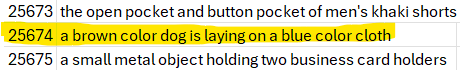 25673 the open pocket and button pocket of men's khaki shorts
25674 a brown color dog is laying on a blue color cloth
25675 a small metal object holding two business card holders